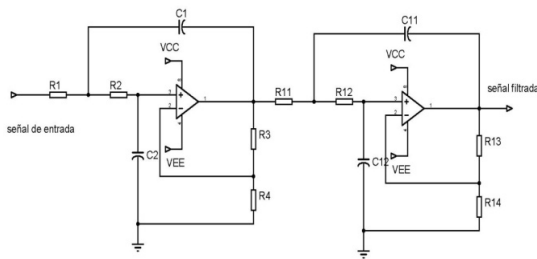 C1
C11
VCC
VCC
R1
R2
R11
R12
señal filtrada
señal de entrada
C2
VEE
R3
R4
C12
VEE
R13
R14